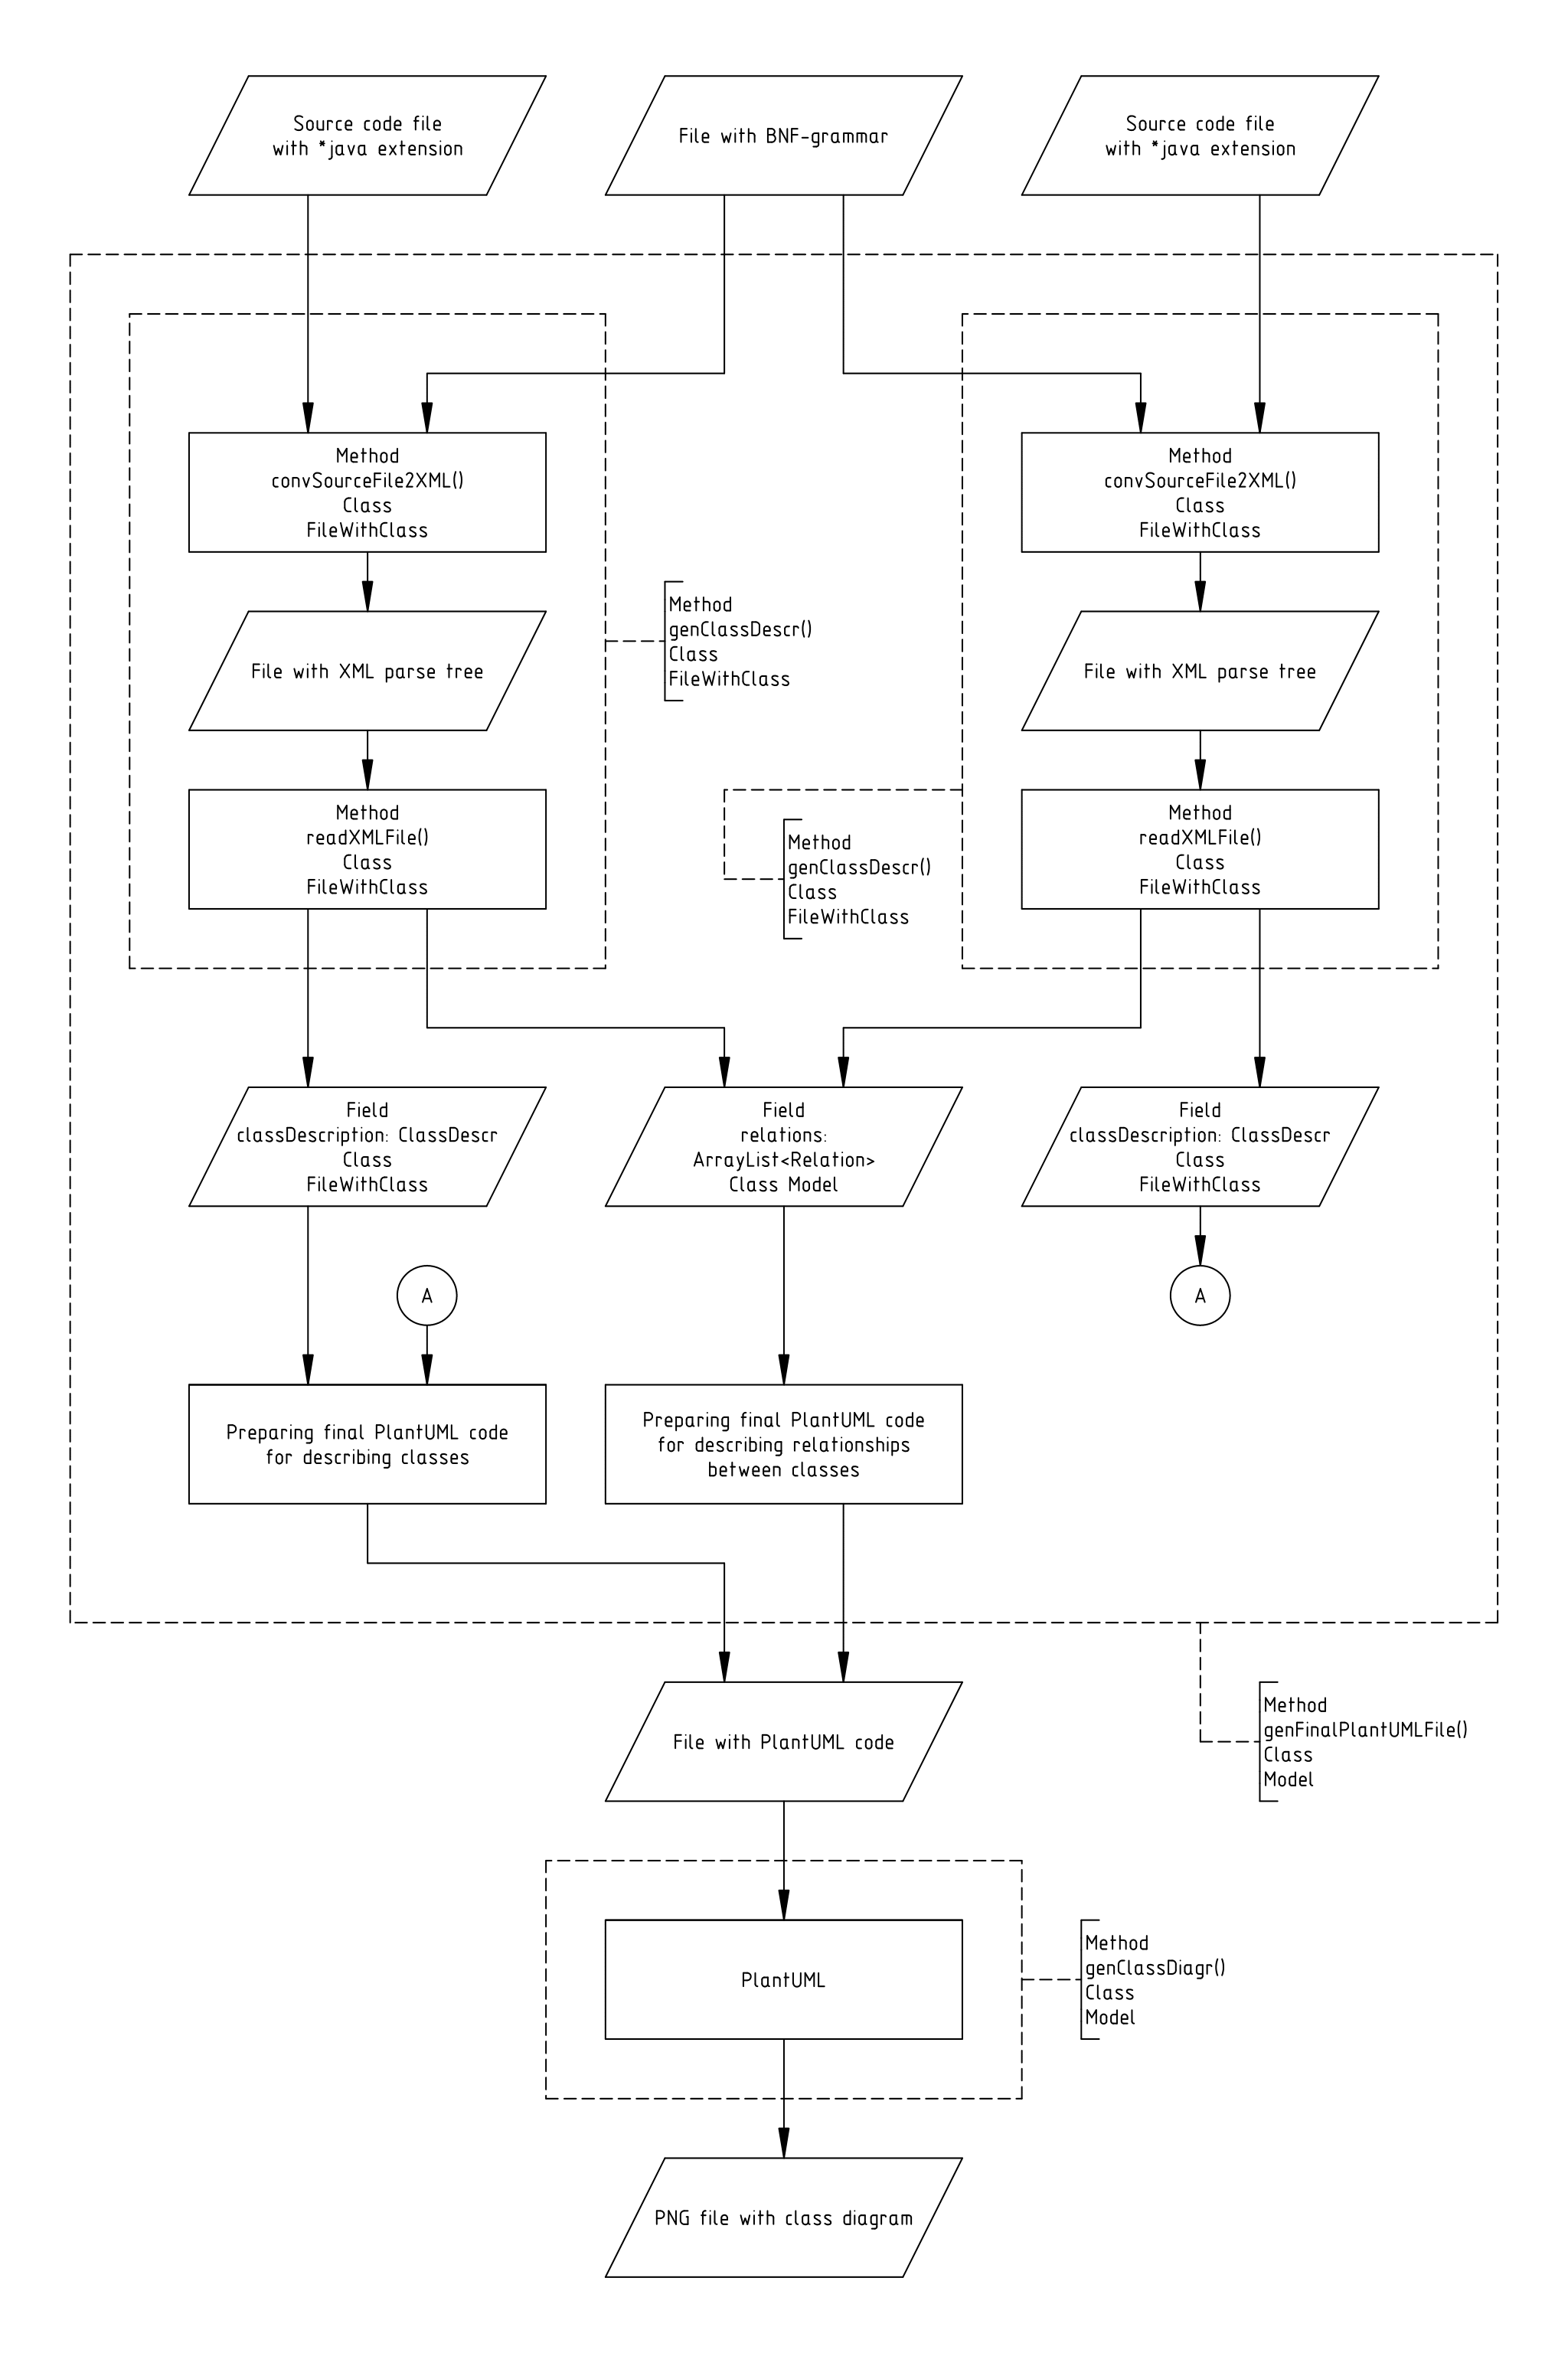 Source code file
with *java extension
File with BNF-grammar
Source code file
with *java extension
Method
convSourceFile2XML()
Class
FileWithClass
Method
convSourceFile2XML()
Class
FileWithClass
Method
genClassDescr()
Class
FileWithClass
File with XML parse tree
File with XML parse tree
Method
readXMLFile()
Class
FileWithClass
Method
genClassDescr()
Class
FileWithClass
Method
readXMLFile()
Class
FileWithClass
Field
classDescription: ClassDescr
Class
FileWithClass
Field
relations:
ArrayList<Relation>
Class Model
Field
classDescription: ClassDescr
Class
FileWithClass
A
A
Preparing final PlantUML code
for describing classes
Preparing final PlantUML code
for describing relationships
between classes
File with PlantUML code
Method
genFinalPlantUMLFile()
Class
Model
PlantUML
Method
genClassDiagr()
Class
Model
PNG file with class diagram